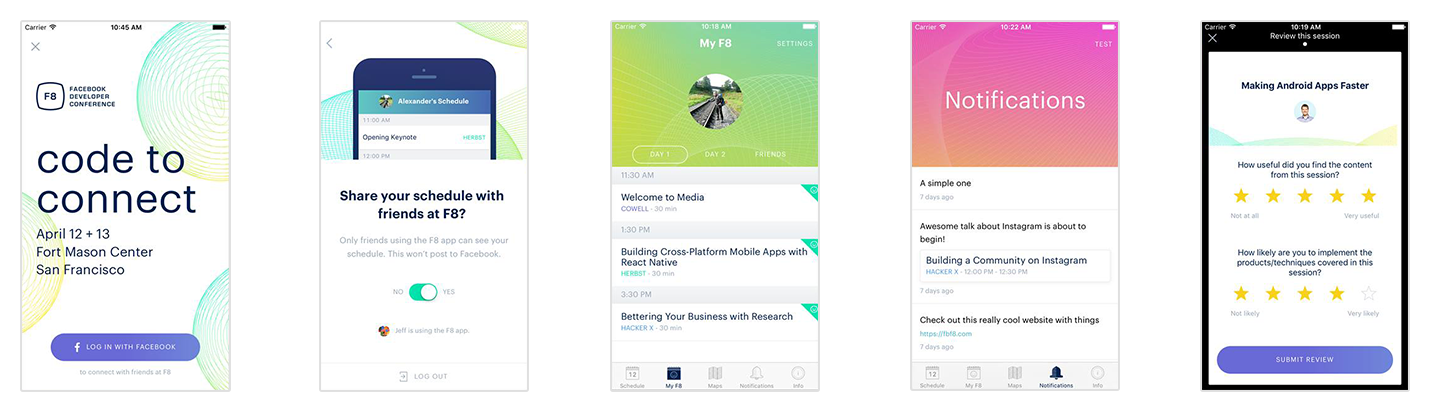 Carrier 10:45 AM
F8 FACEBOOK
DEVELOPER
CONFERENCE
code to
connect
April 12 + 13
Fort Mason Center
San Francisco
f LOG IN WITH FACEBOOK
to connect with friends at F8
Alexander's Schedule
11:00 AM
Opening Keynote HERBST
12:00 PM
Share your schedule with
friends at F8?
Only friends using the F8 app can see your
schedule. This won't post to Facebook.
NO YES
Jeff is using the F8 app.
LOG OUT
Carrier 10:18 AM
My F8 SETTINGS
DAY 1 DAY 2 FRIENDS
11:30 AM
Welcome to Media
COWELL - 30 min
1:30 PM
Building Cross-Platform Mobile Apps with
React Native
HERBST - 30 min
3:30 PM
Bettering Your Business with Research
HACKER X - 30 min
12
Schedule My F8 Maps Notifications Info
Carrier 10:22 AM
TEST
Notifications
A simple one
7 days ago
Awesome talk about Instagram is about to
begin!
Building a Community on Instagram
HACKER X - 12:00 PM - 12:30 PM
7 days ago
Check out this really cool website with things
https://fbf8.com
7 days ago
12
Schedule My F8 Maps Notifications Info
Carrier 10:19 AM
Review this session
Making Android Apps Faster
How useful did you find the content
from this session?
Not at all Very useful
How likely are you to implement the
products/techniques covered in this
session?
Not likely Very likely
SUBMIT REVIEW